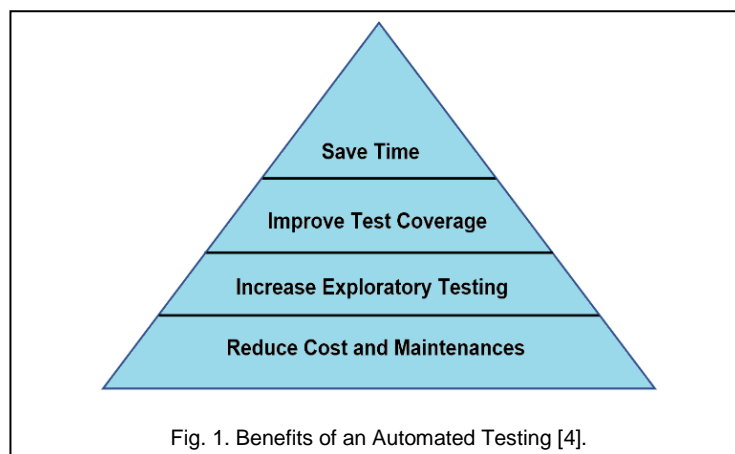 Save Time
Improve Test Coverage
Increase Exploratory Testing
Reduce Cost and Maintenances
Fig. 1. Benefits of an Automated Testing [4].